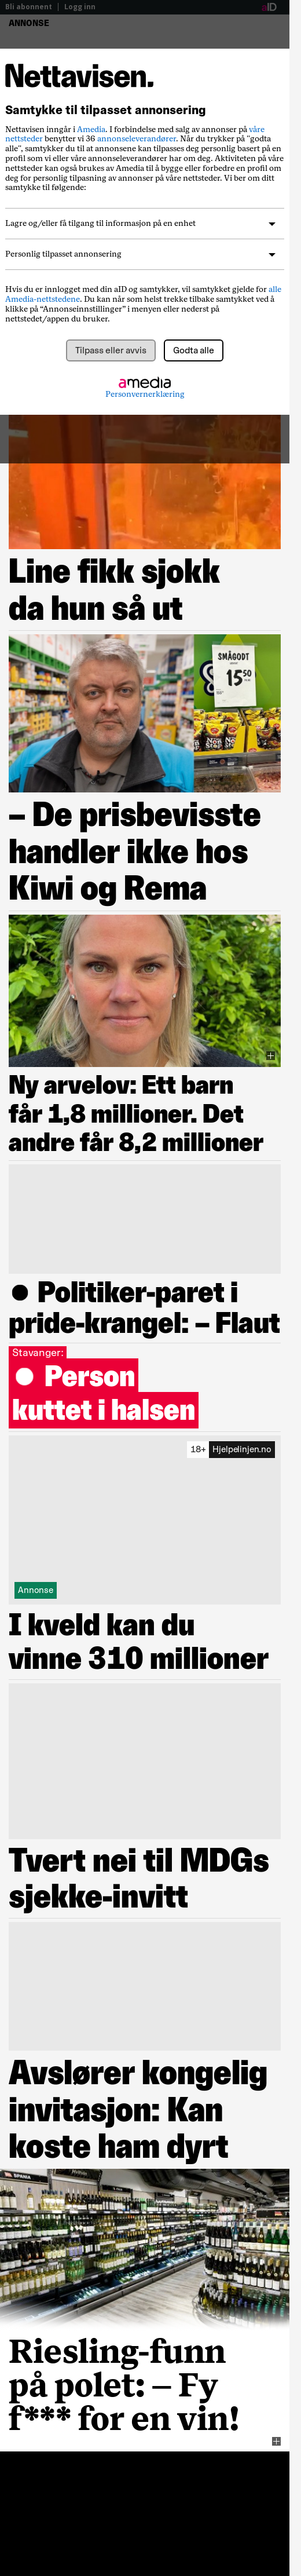 Bli abonnent | Logg inn
aID
ANNONSE
Nettavisen.
Samtykke til tilpasset annonsering
Nettavisen inngår i Amedia. I forbindelse med salg av annonser på våre
nettsteder benytter vi 36 annonseleverandører. Når du trykker på "godta
alle", samtykker du til at annonsene kan tilpasses deg personlig basert på en
profil som vi eller våre annonseleverandører har om deg. Aktiviteten på våre
nettsteder kan også brukes av Amedia til å bygge eller forbedre en profil om
deg for personlig tilpasning av annonser på våre nettsteder. Vi ber om ditt
samtykke til følgende:
Lagre og/eller få tilgang til informasjon på en enhet
Personlig tilpasset annonsering
Hvis du er innlogget med din aID og samtykker, vil samtykket gjelde for alle
Amedia-nettstedene. Du kan når som helst trekke tilbake samtykket ved å
klikke på “Annonseinnstillinger” i menyen eller nederst på
nettstedet/appen du bruker.
Tilpass eller avvis
Godta alle
amedia
Personvernerklæring
Line fikk sjokk
da hun så ut
SMÅGODT
15,50
– De prisbevisste
handler ikke hos
Kiwi og Rema
Ny arvelov: Ett barn
får 1,8 millioner. Det
andre får 8,2 millioner
● Politiker-paret i
pride-krangel: – Flaut
Stavanger:
● Person
kuttet i halsen
18+ Hjelpelinjen.no
Annonse
I kveld kan du
vinne 310 millioner
Tvert nei til MDGs
sjekke-invitt
Avslører kongelig
invitasjon: Kan
koste ham dyrt
SPANIA
Riesling-funn
på polet: – Fy
f*** for en vin!